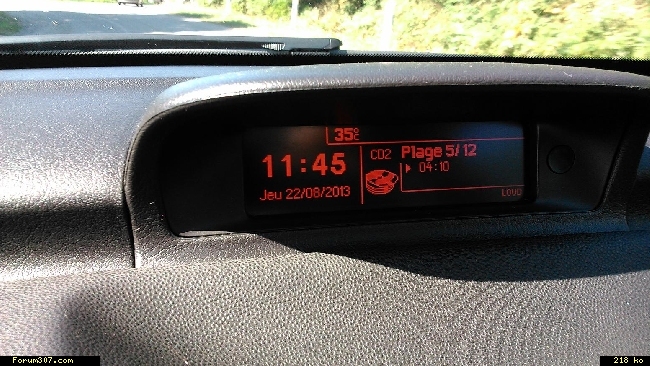 35°C
11:45
Jeu 22/08/2013
CD2 Plage 5/12
04:10
LOUD
Forum307.com
218 ko